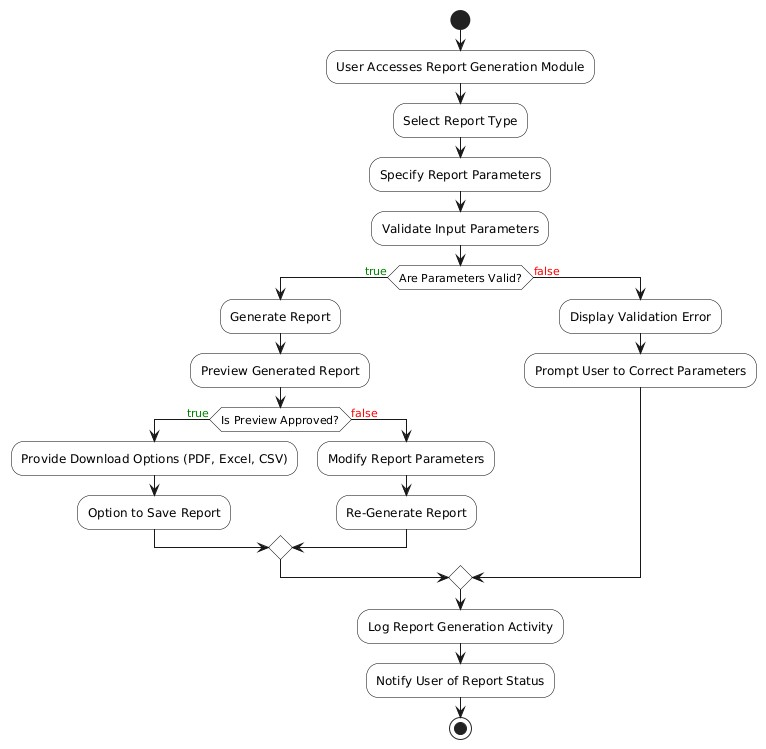 User Accesses Report Generation Module
Select Report Type
Specify Report Parameters
Validate Input Parameters
true
Are Parameters Valid?
false
Generate Report
Display Validation Error
Preview Generated Report
Prompt User to Correct Parameters
true
Is Preview Approved?
false
Provide Download Options (PDF, Excel, CSV)
Modify Report Parameters
Option to Save Report
Re-Generate Report
Log Report Generation Activity
Notify User of Report Status